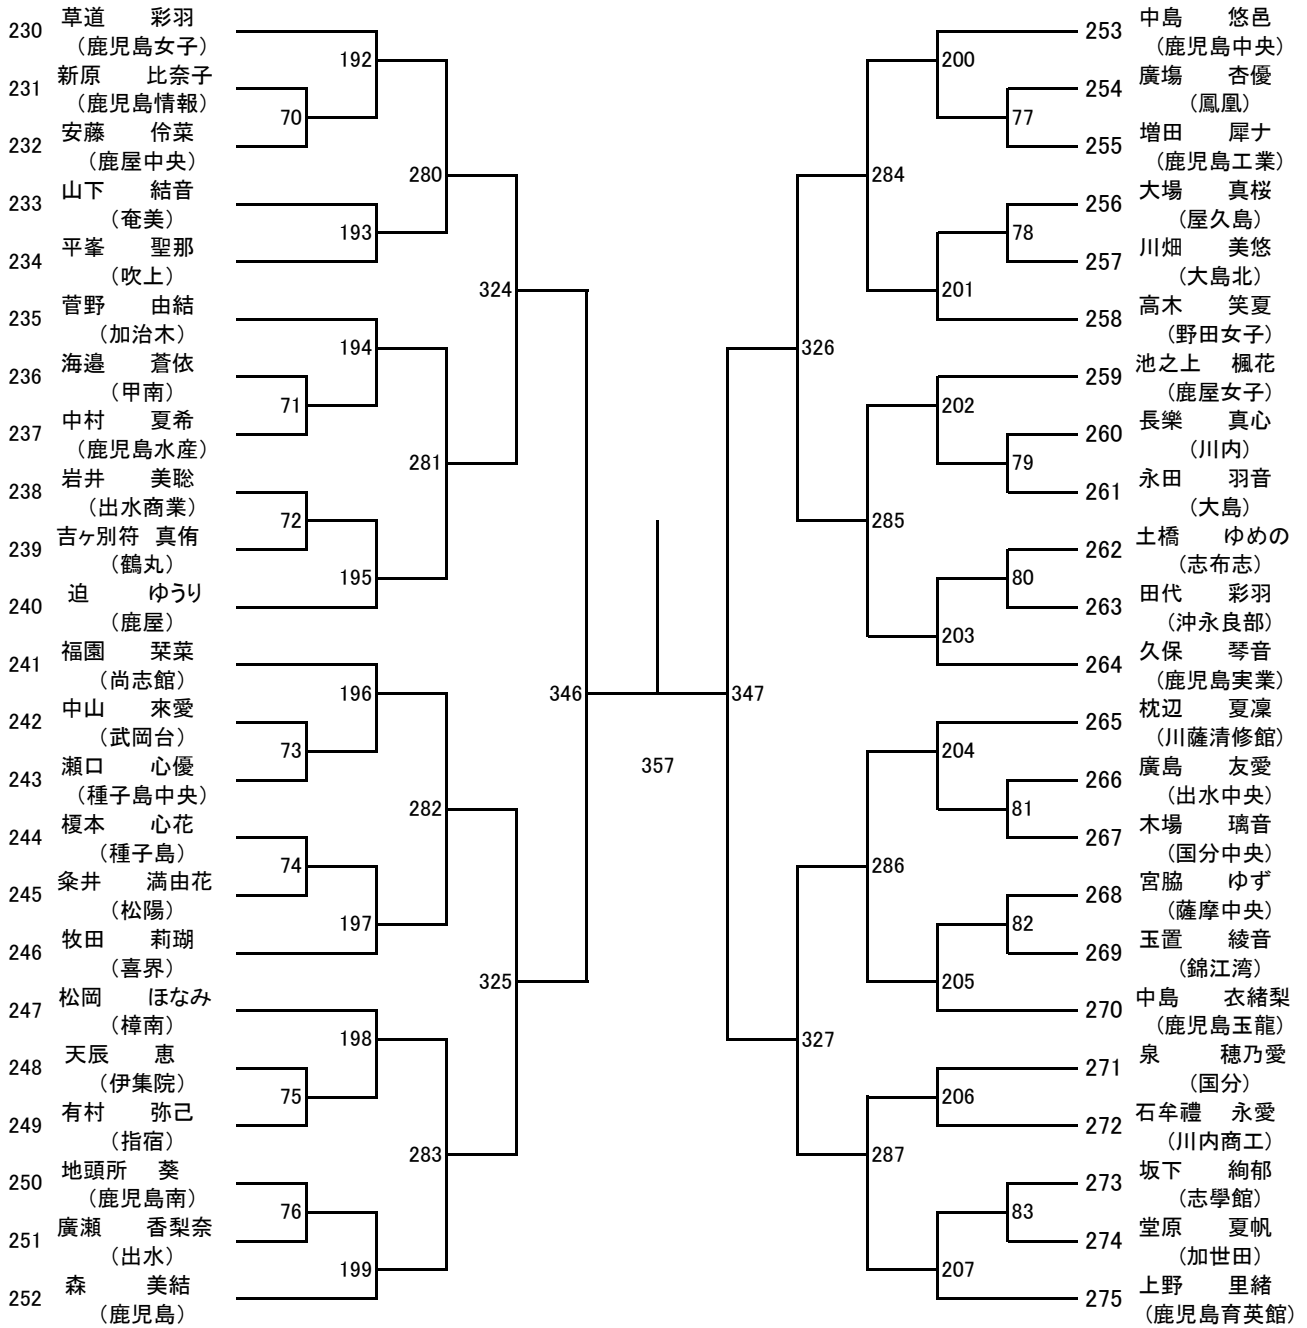 230 草道 彩羽
(鹿児島女子)
231 新原 比奈子
(鹿児島情報)
232 安藤 伶菜
(鹿屋中央)
233 山下 結音
(奄美)
234 平峯 聖那
(吹上)
235 菅野 由結
(加治木)
236 海邉 蒼依
(甲南)
237 中村 夏希
(鹿児島水産)
238 岩井 美聡
(出水商業)
239 吉ヶ別符 真侑
(鶴丸)
240 迫 ゆうり
(鹿屋)
241 福園 栞菜
(尚志館)
242 中山 來愛
(武岡台)
243 瀬口 心優
(種子島中央)
244 榎本 心花
(種子島)
245 粂井 満由花
(松陽)
246 牧田 莉瑚
(喜界)
247 松岡 ほなみ
(樟南)
248 天辰 恵
(伊集院)
249 有村 弥己
(指宿)
250 地頭所 葵
(鹿児島南)
251 廣瀬 香梨奈
(出水)
252 森 美結
(鹿児島)
192
70
280
193
324
194
71
281
72
195
196
73
282
74
197
325
198
75
283
76
199
346
357
347
200
77
284
78
201
326
202
79
285
80
203
204
81
286
82
205
327
206
287
83
207
253 中島 悠邑
(鹿児島中央)
254 廣塲 杏優
(鳳凰)
255 増田 犀ナ
(鹿児島工業)
256 大場 真桜
(屋久島)
257 川畑 美悠
(大島北)
258 高木 笑夏
(野田女子)
259 池之上 楓花
(鹿屋女子)
260 長樂 真心
(川内)
261 永田 羽音
(大島)
262 土橋 ゆめの
(志布志)
263 田代 彩羽
(沖永良部)
264 久保 琴音
(鹿児島実業)
265 枕辺 夏凜
(川薩清修館)
266 廣島 友愛
(出水中央)
267 木場 璃音
(国分中央)
268 宮脇 ゆず
(薩摩中央)
269 玉置 綾音
(錦江湾)
270 中島 衣緒梨
(鹿児島玉龍)
271 泉 穂乃愛
(国分)
272 石牟禮 永愛
(川内商工)
273 坂下 絢郁
(志學館)
274 堂原 夏帆
(加世田)
275 上野 里緒
(鹿児島育英館)